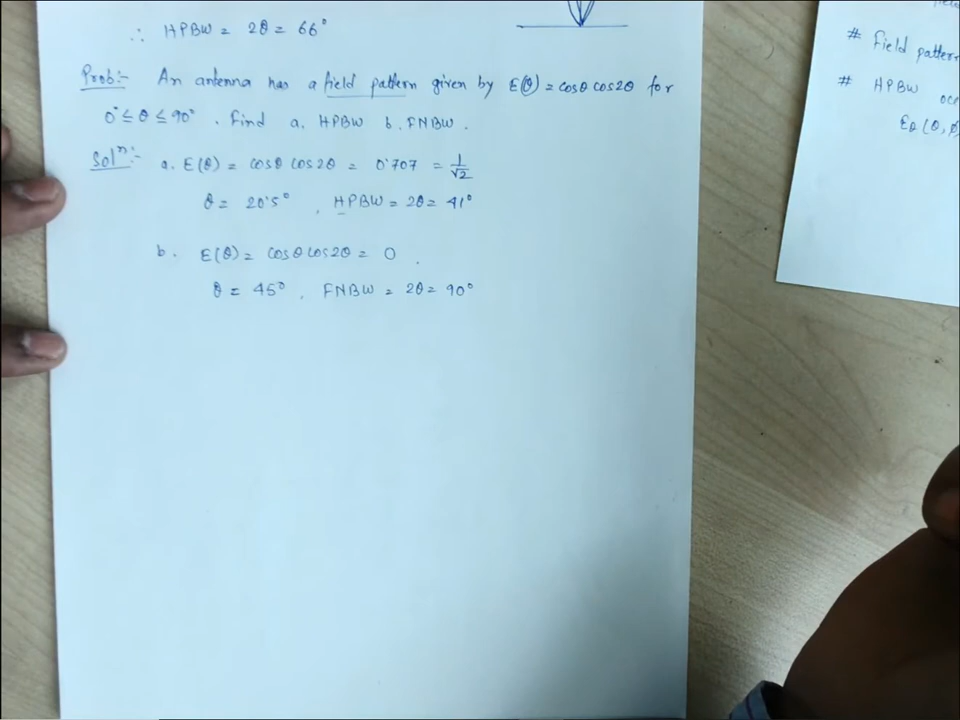 ∴ HPBW = 2θ = 66°
Prob:- An antenna has a field pattern given by E(θ) = cosθ cos2θ for
0° ≤ θ ≤ 90°. Find a. HPBW b. FNBW.
Solⁿ:- a. E(θ) = cosθ cos2θ = 0.707 = 1/√2
θ = 20.5°, HPBW = 2θ = 41°
b. E(θ) = cosθ cos2θ = 0.
θ = 45°, FNBW = 2θ = 90°
# Field pattern
# HPBW
Eθ(θ,